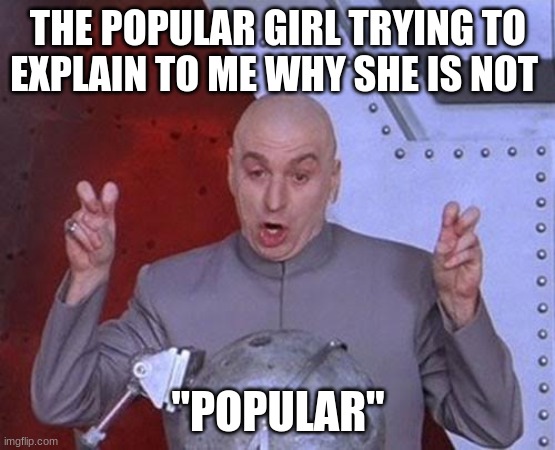 THE POPULAR GIRL TRYING TO
EXPLAIN TO ME WHY SHE IS NOT
"POPULAR"
imgflip.com